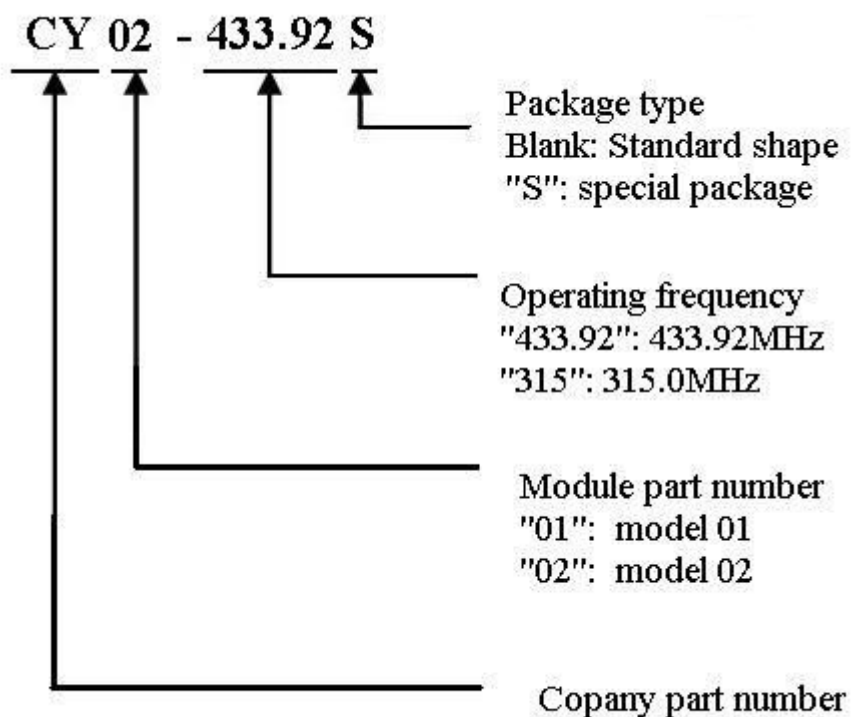 CY 02 - 433.92 S
Package type
Blank: Standard shape
"S": special package
Operating frequency
"433.92": 433.92MHz
"315": 315.0MHz
Module part number
"01": model 01
"02": model 02
Copany part number